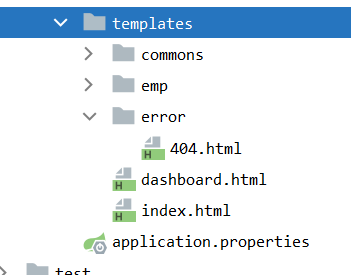 templates
commons
emp
error
404.html
dashboard.html
index.html
application.properties
test